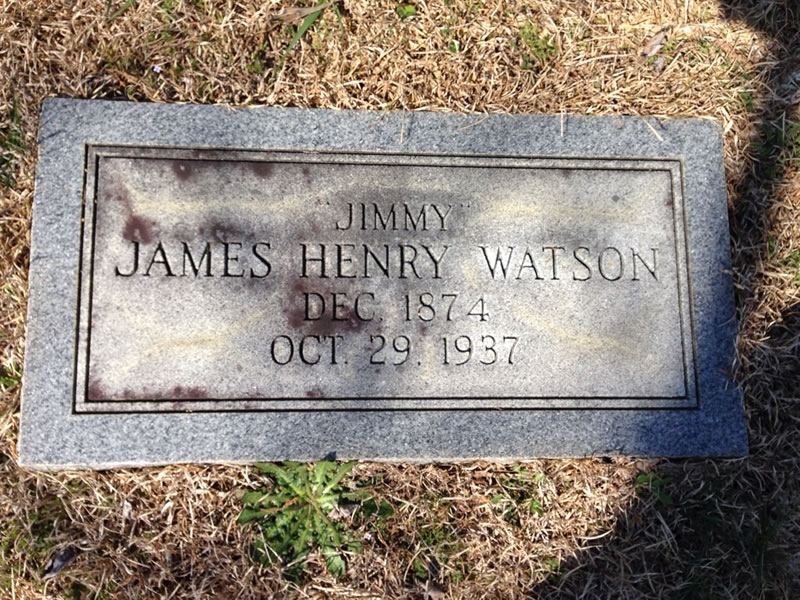 "JIMMY"
JAMES HENRY WATSON
DEC. 1874
OCT. 29, 1937